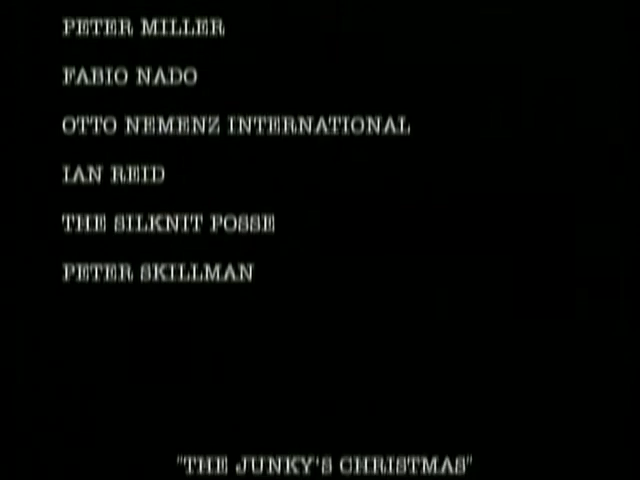 PETER MILLER
FABIO NADO
OTTO NEMENZ INTERNATIONAL
IAN REID
THE SILKNIT POSSE
PETER SKILLMAN
"THE JUNKY'S CHRISTMAS"